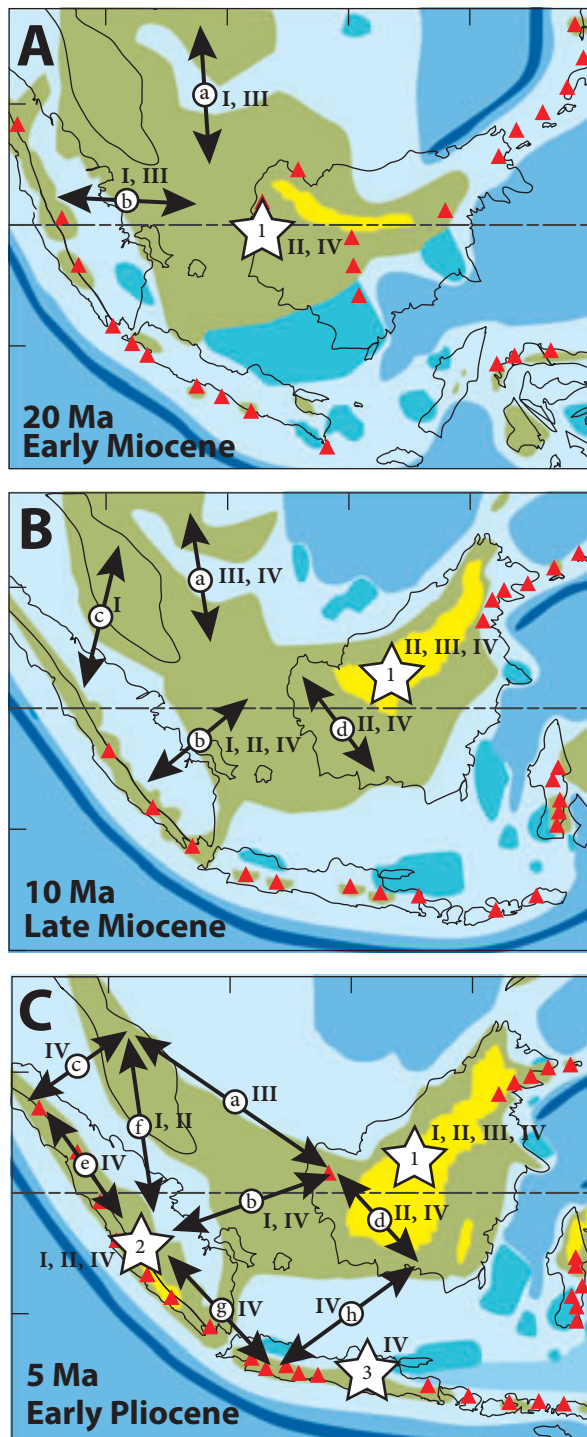 A
a
I, III
I, III
b
1
II, IV
20 Ma
Early Miocene
B
a
III, IV
c
I
II, III, IV
1
d
II, IV
b
I, II, IV
10 Ma
Late Miocene
C
IV
c
a
III
f
I, II
I, II, III, IV
1
e
IV
b
I, IV
d
II, IV
2
I, II, IV
g
IV
IV
h
IV
3
5 Ma
Early Pliocene